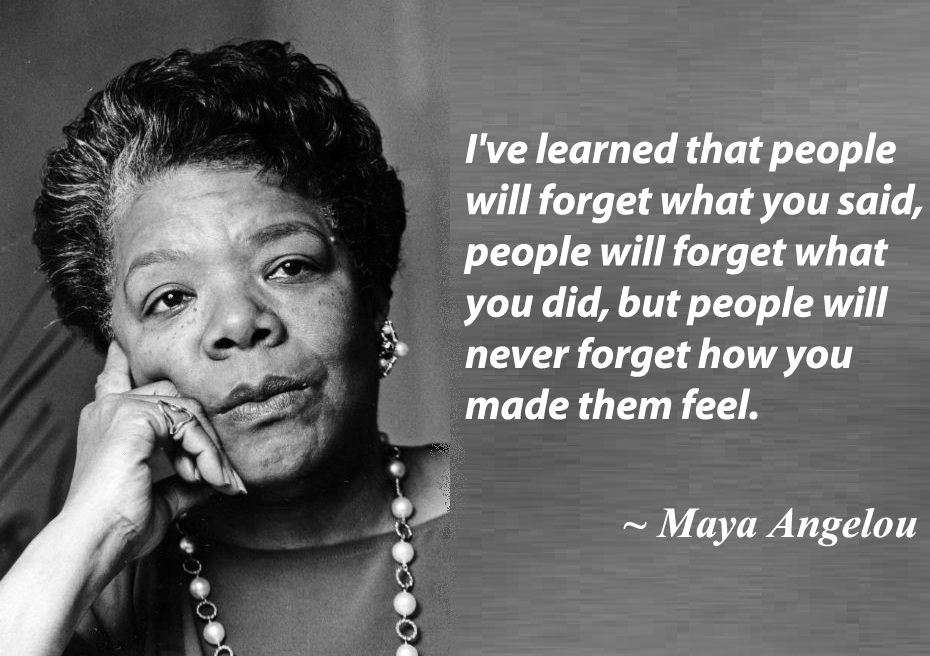 I've learned that people
will forget what you said,
people will forget what
you did, but people will
never forget how you
made them feel.
~ Maya Angelou